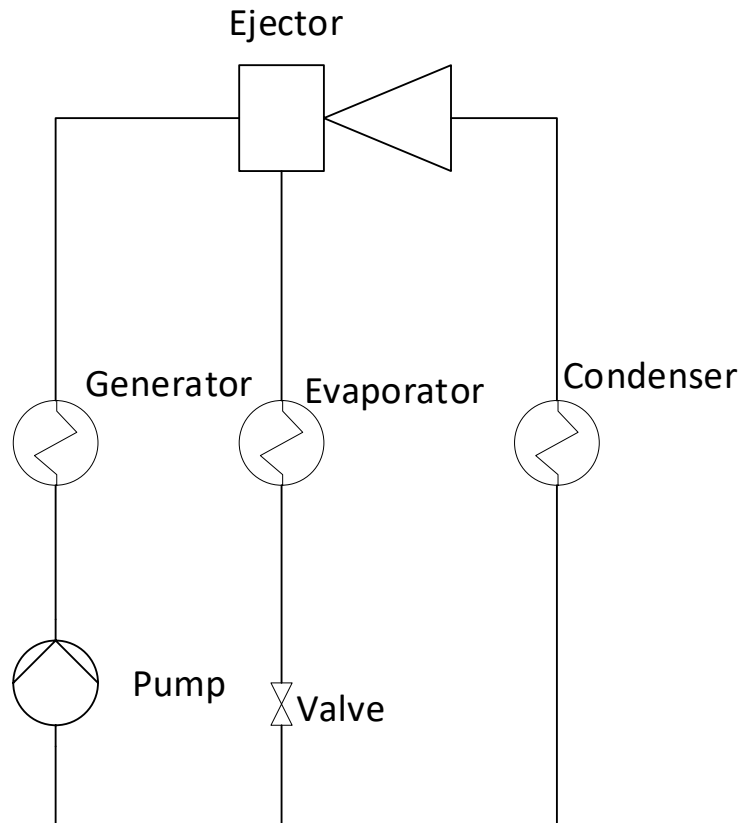 Ejector
Generator
Evaporator
Condenser
Pump
Valve